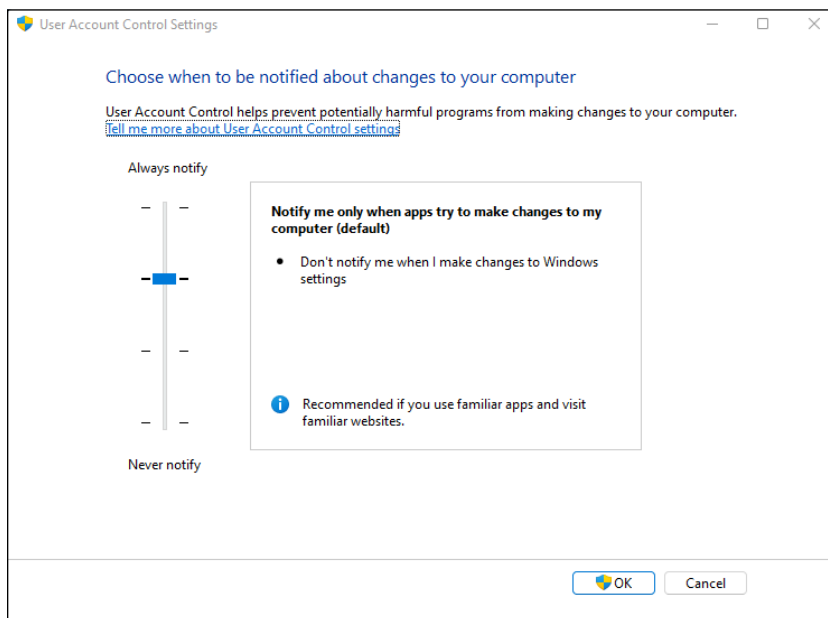 User Account Control Settings
Choose when to be notified about changes to your computer
User Account Control helps prevent potentially harmful programs from making changes to your computer.
Tell me more about User Account Control settings
Always notify
Notify me only when apps try to make changes to my
computer (default)
Don't notify me when I make changes to Windows
settings
Recommended if you use familiar apps and visit
familiar websites.
Never notify
OK
Cancel